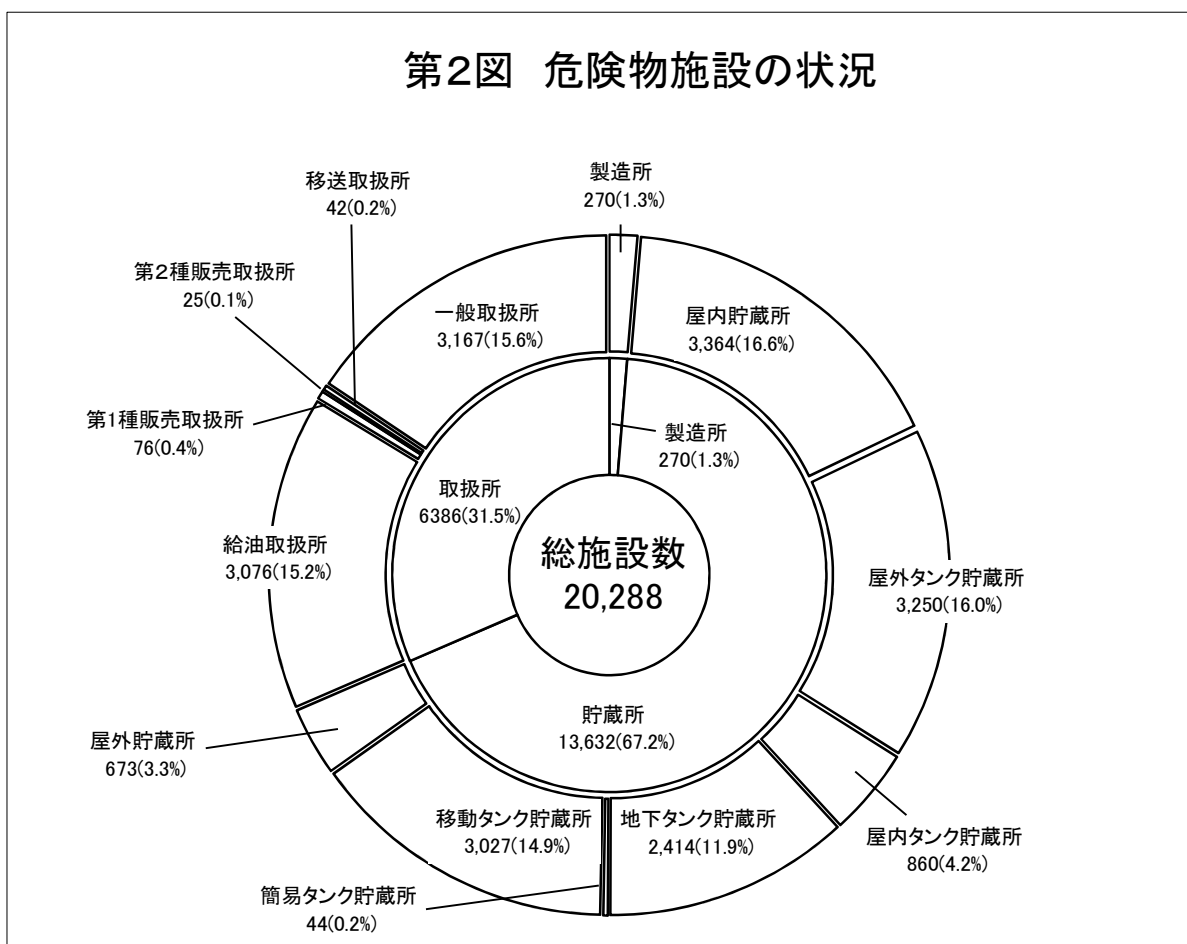 第2図 危険物施設の状況
製造所
270(1.3%)
屋内貯蔵所
3,364(16.6%)
屋外タンク貯蔵所
3,250(16.0%)
屋内タンク貯蔵所
860(4.2%)
地下タンク貯蔵所
2,414(11.9%)
簡易タンク貯蔵所
44(0.2%)
移動タンク貯蔵所
3,027(14.9%)
屋外貯蔵所
673(3.3%)
給油取扱所
3,076(15.2%)
第1種販売取扱所
76(0.4%)
第2種販売取扱所
25(0.1%)
移送取扱所
42(0.2%)
一般取扱所
3,167(15.6%)
製造所
270(1.3%)
貯蔵所
13,632(67.2%)
取扱所
6386(31.5%)
総施設数
20,288